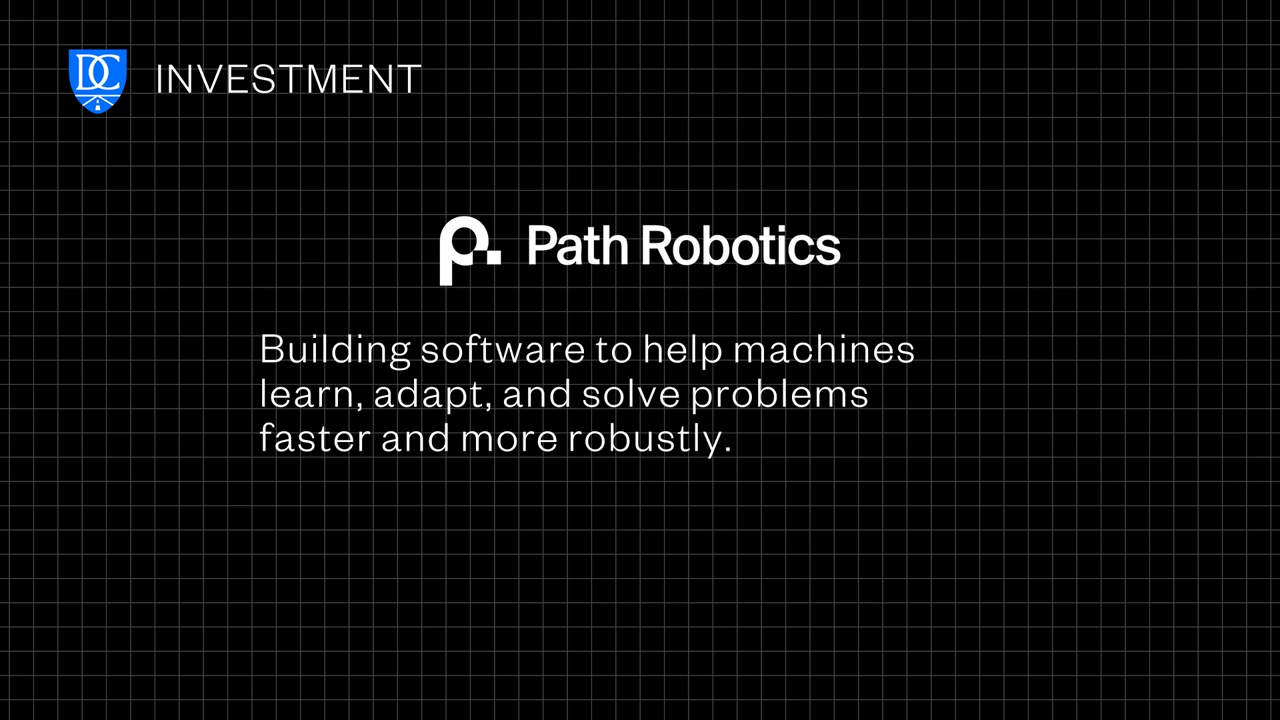 DC INVESTMENT
Path Robotics
Building software to help machines
learn, adapt, and solve problems
faster and more robustly.